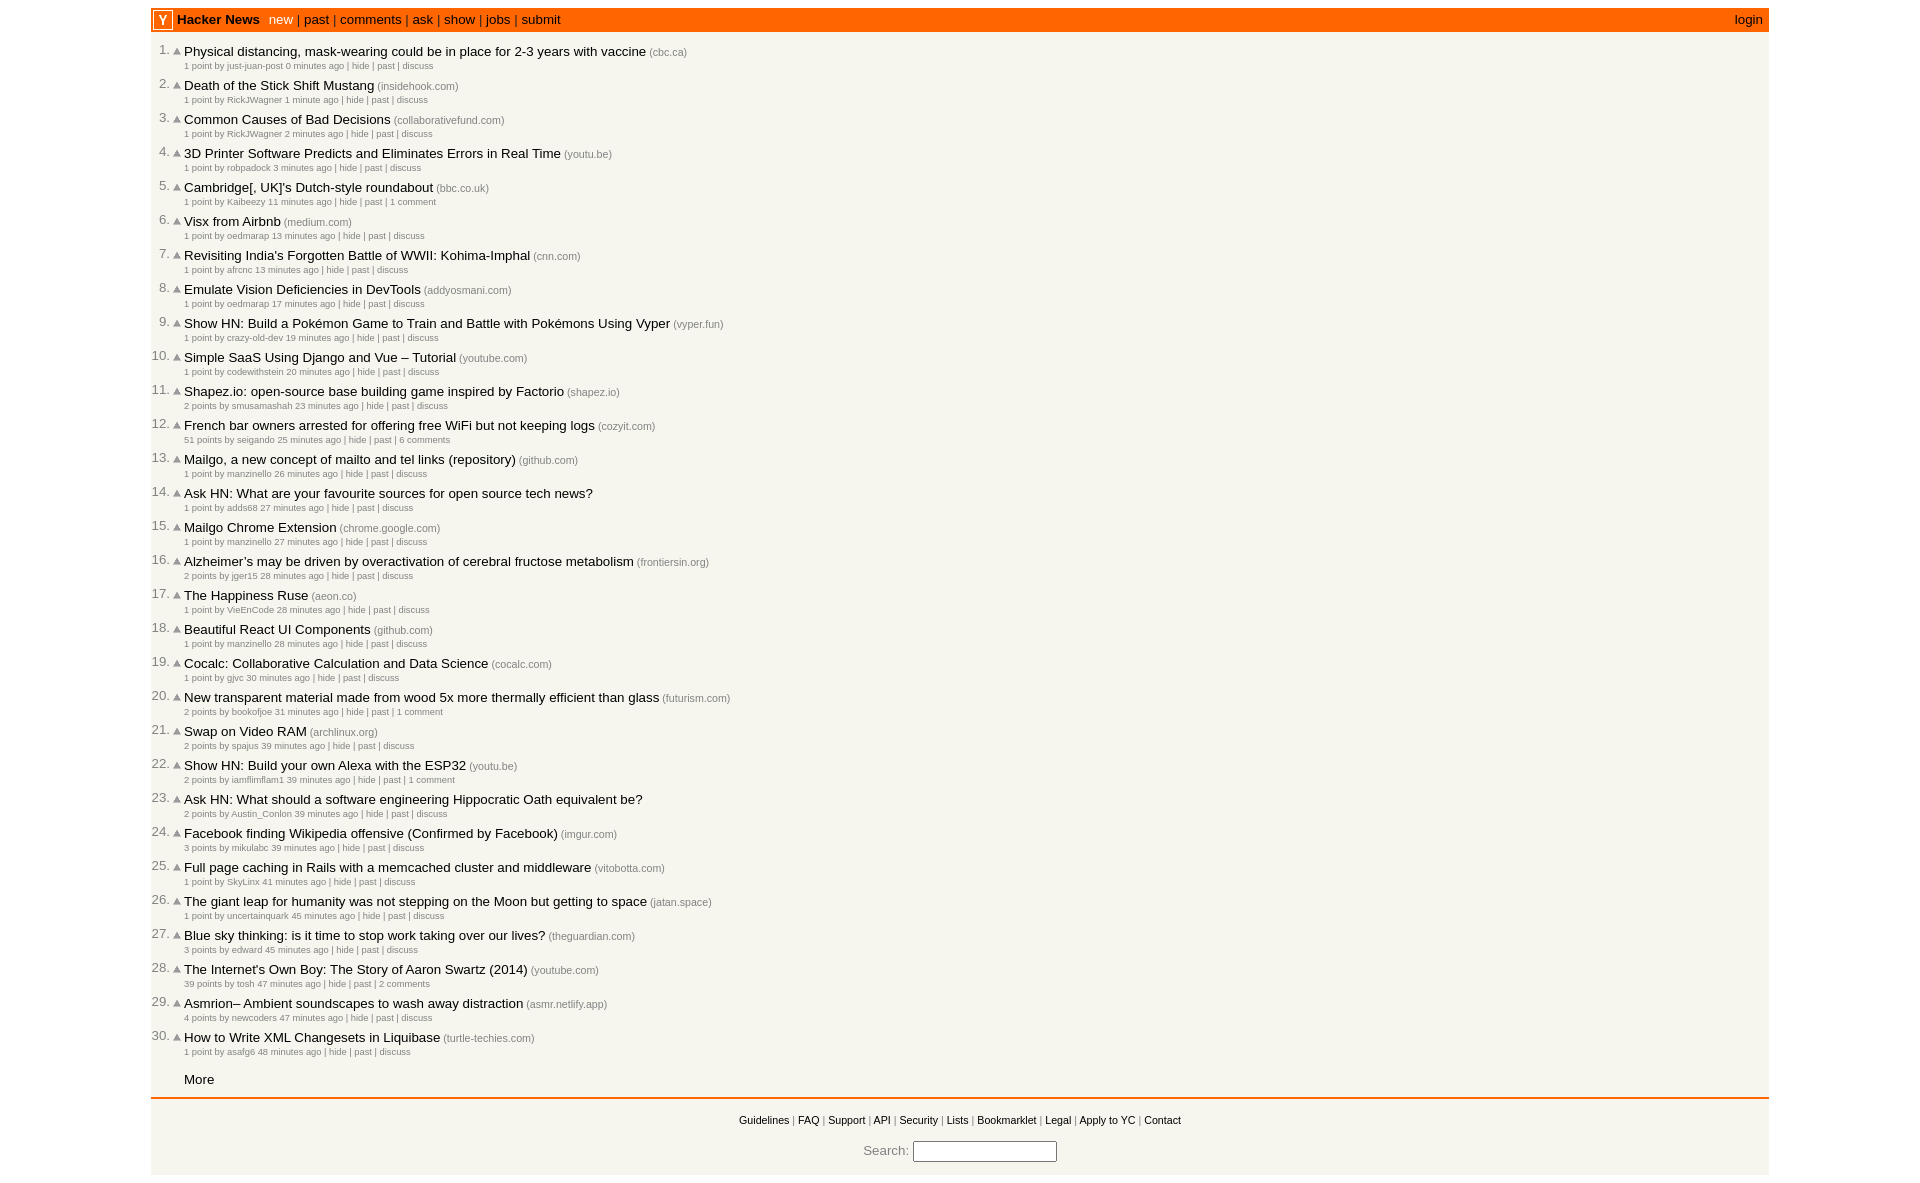 Y Hacker News new | past | comments | ask | show | jobs | submit login
1. Physical distancing, mask-wearing could be in place for 2-3 years with vaccine (cbc.ca)
1 point by just-juan-post 0 minutes ago | hide | past | discuss
2. Death of the Stick Shift Mustang (insidehook.com)
1 point by RickJWagner 1 minute ago | hide | past | discuss
3. Common Causes of Bad Decisions (collaborativefund.com)
1 point by RickJWagner 2 minutes ago | hide | past | discuss
4. 3D Printer Software Predicts and Eliminates Errors in Real Time (youtu.be)
1 point by robpadock 3 minutes ago | hide | past | discuss
5. Cambridge[, UK]'s Dutch-style roundabout (bbc.co.uk)
1 point by Kaibeezy 11 minutes ago | hide | past | 1 comment
6. Visx from Airbnb (medium.com)
1 point by oedmarap 13 minutes ago | hide | past | discuss
7. Revisiting India's Forgotten Battle of WWII: Kohima-Imphal (cnn.com)
1 point by afrcnc 13 minutes ago | hide | past | discuss
8. Emulate Vision Deficiencies in DevTools (addyosmani.com)
1 point by oedmarap 17 minutes ago | hide | past | discuss
9. Show HN: Build a Pokémon Game to Train and Battle with Pokémons Using Vyper (vyper.fun)
1 point by crazy-old-dev 19 minutes ago | hide | past | discuss
10. Simple SaaS Using Django and Vue – Tutorial (youtube.com)
1 point by codewithstein 20 minutes ago | hide | past | discuss
11. Shapez.io: open-source base building game inspired by Factorio (shapez.io)
2 points by smusamashah 23 minutes ago | hide | past | discuss
12. French bar owners arrested for offering free WiFi but not keeping logs (cozyit.com)
51 points by seigando 25 minutes ago | hide | past | 6 comments
13. Mailgo, a new concept of mailto and tel links (repository) (github.com)
1 point by manzinello 26 minutes ago | hide | past | discuss
14. Ask HN: What are your favourite sources for open source tech news?
1 point by adds68 27 minutes ago | hide | past | discuss
15. Mailgo Chrome Extension (chrome.google.com)
1 point by manzinello 27 minutes ago | hide | past | discuss
16. Alzheimer’s may be driven by overactivation of cerebral fructose metabolism (frontiersin.org)
2 points by jger15 28 minutes ago | hide | past | discuss
17. The Happiness Ruse (aeon.co)
1 point by VieEnCode 28 minutes ago | hide | past | discuss
18. Beautiful React UI Components (github.com)
1 point by manzinello 28 minutes ago | hide | past | discuss
19. Cocalc: Collaborative Calculation and Data Science (cocalc.com)
1 point by gjvc 30 minutes ago | hide | past | discuss
20. New transparent material made from wood 5x more thermally efficient than glass (futurism.com)
2 points by bookofjoe 31 minutes ago | hide | past | 1 comment
21. Swap on Video RAM (archlinux.org)
2 points by spajus 39 minutes ago | hide | past | discuss
22. Show HN: Build your own Alexa with the ESP32 (youtu.be)
2 points by iamflimflam1 39 minutes ago | hide | past | 1 comment
23. Ask HN: What should a software engineering Hippocratic Oath equivalent be?
2 points by Austin_Conlon 39 minutes ago | hide | past | discuss
24. Facebook finding Wikipedia offensive (Confirmed by Facebook) (imgur.com)
3 points by mikulabc 39 minutes ago | hide | past | discuss
25. Full page caching in Rails with a memcached cluster and middleware (vitobotta.com)
1 point by SkyLinx 41 minutes ago | hide | past | discuss
26. The giant leap for humanity was not stepping on the Moon but getting to space (jatan.space)
1 point by uncertainquark 45 minutes ago | hide | past | discuss
27. Blue sky thinking: is it time to stop work taking over our lives? (theguardian.com)
3 points by edward 45 minutes ago | hide | past | discuss
28. The Internet's Own Boy: The Story of Aaron Swartz (2014) (youtube.com)
39 points by tosh 47 minutes ago | hide | past | 2 comments
29. Asmrion– Ambient soundscapes to wash away distraction (asmr.netlify.app)
4 points by newcoders 47 minutes ago | hide | past | discuss
30. How to Write XML Changesets in Liquibase (turtle-techies.com)
1 point by asafg6 48 minutes ago | hide | past | discuss
More
Guidelines | FAQ | Support | API | Security | Lists | Bookmarklet | Legal | Apply to YC | Contact
Search: